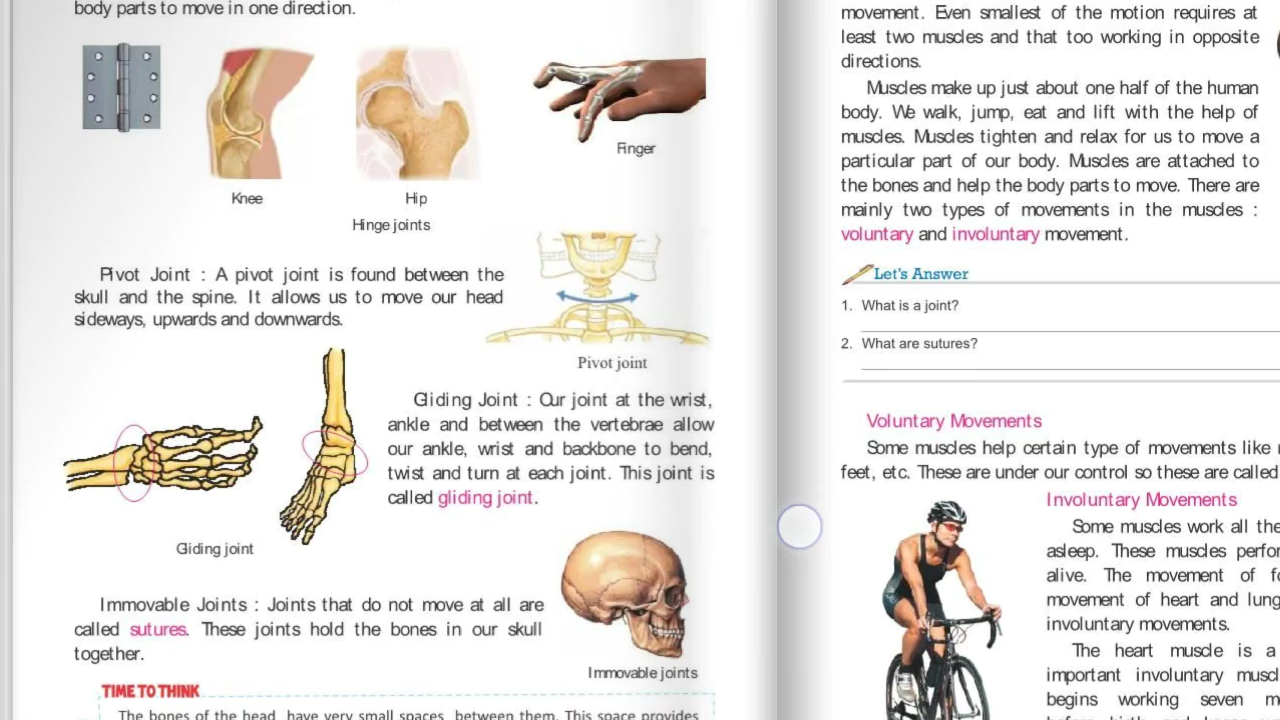 body parts to move in one direction.
Finger
Knee
Hip
Hinge joints
Pivot Joint : A pivot joint is found between the
skull and the spine. It allows us to move our head
sideways, upwards and downwards.
Pivot joint
Gliding Joint : Our joint at the wrist,
ankle and between the vertebrae allow
our ankle, wrist and backbone to bend,
twist and turn at each joint. This joint is
called gliding joint.
Gliding joint
Immovable Joints : Joints that do not move at all are
called sutures. These joints hold the bones in our skull
together.
Immovable joints
TIME TO THINK
The bones of the head have very small spaces between them. This space provides
movement. Even smallest of the motion requires at
least two muscles and that too working in opposite
directions.
Muscles make up just about one half of the human
body. We walk, jump, eat and lift with the help of
muscles. Muscles tighten and relax for us to move a
particular part of our body. Muscles are attached to
the bones and help the body parts to move. There are
mainly two types of movements in the muscles :
voluntary and involuntary movement.
Let's Answer
1. What is a joint?
2. What are sutures?
Voluntary Movements
Some muscles help certain type of movements like
feet, etc. These are under our control so these are called
Involuntary Movements
Some muscles work all the
asleep. These muscles
alive. The movement of
movement of heart and
involuntary movements.
The heart muscle is a
important involuntary
begins working seven